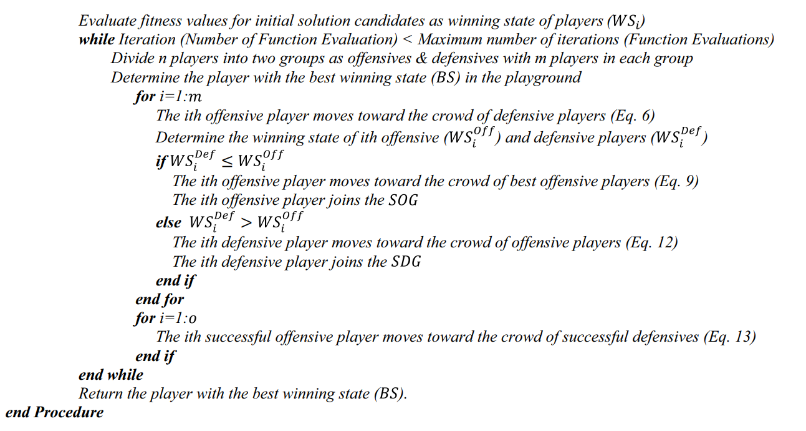 Evaluate fitness values for initial solution candidates as winning state of players (WSᵢ)
while Iteration (Number of Function Evaluation) < Maximum number of iterations (Function Evaluations)
Divide n players into two groups as offensives & defensives with m players in each group
Determine the player with the best winning state (BS) in the playground
for i=1:m
The ith offensive player moves toward the crowd of defensive players (Eq. 6)
Determine the winning state of ith offensive (WS_i^{Off}) and defensive players (WS_i^{Def})
if WS_i^{Def} ≤ WS_i^{Off}
The ith offensive player moves toward the crowd of best offensive players (Eq. 9)
The ith offensive player joins the SOG
else WS_i^{Def} > WS_i^{Off}
The ith defensive player moves toward the crowd of offensive players (Eq. 12)
The ith defensive player joins the SDG
end if
end for
for i=1:o
The ith successful offensive player moves toward the crowd of successful defensives (Eq. 13)
end if
end while
Return the player with the best winning state (BS).
end Procedure